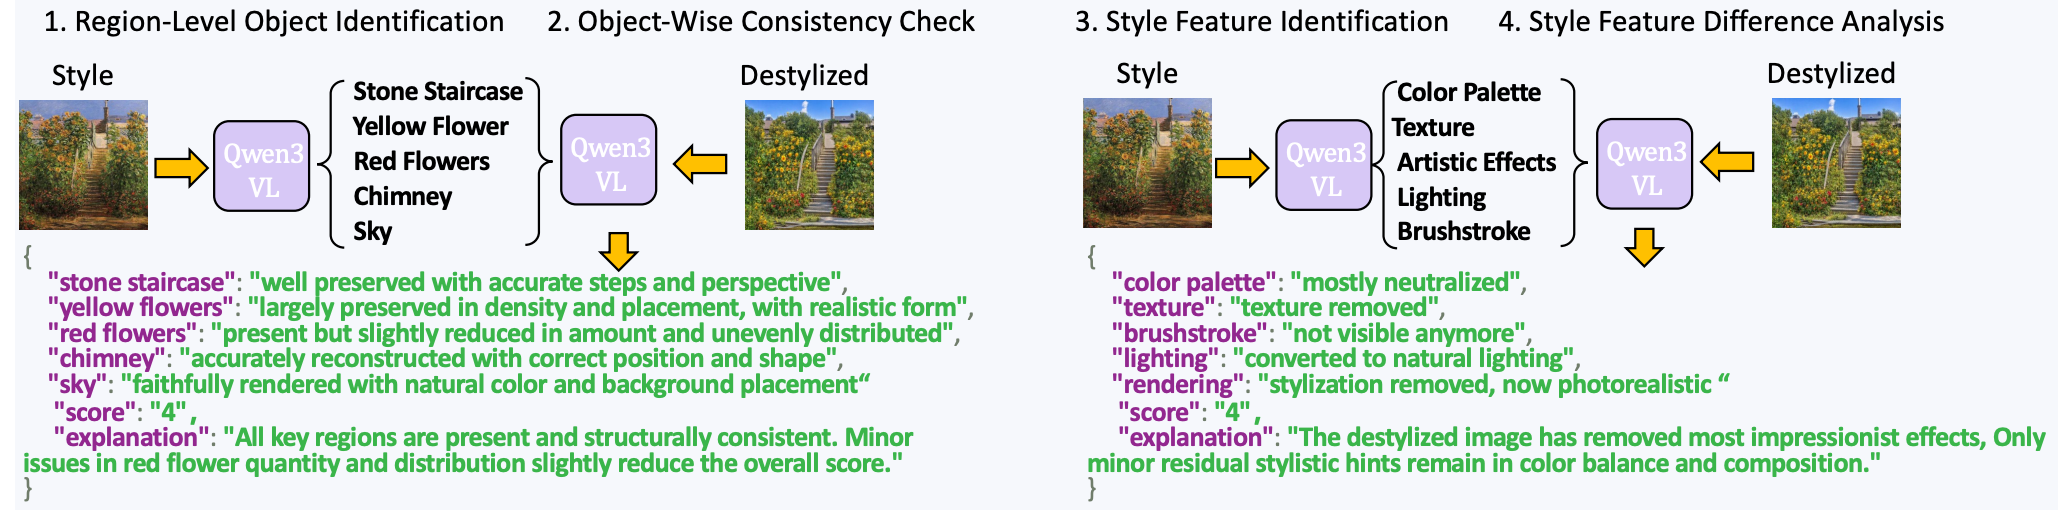 1. Region-Level Object Identification
2. Object-Wise Consistency Check
Style
Destylized
Qwen3
VL
Stone Staircase
Yellow Flower
Red Flowers
Chimney
Sky
Qwen3
VL
{
"stone staircase": "well preserved with accurate steps and perspective",
"yellow flowers": "largely preserved in density and placement, with realistic form",
"red flowers": "present but slightly reduced in amount and unevenly distributed",
"chimney": "accurately reconstructed with correct position and shape",
"sky": "faithfully rendered with natural color and background placement“
"score": "4",
"explanation": "All key regions are present and structurally consistent. Minor
issues in red flower quantity and distribution slightly reduce the overall score."
}
3. Style Feature Identification
4. Style Feature Difference Analysis
Style
Destylized
Qwen3
VL
Color Palette
Texture
Artistic Effects
Lighting
Brushstroke
Qwen3
VL
{
"color palette": "mostly neutralized",
"texture": "texture removed",
"brushstroke": "not visible anymore",
"lighting": "converted to natural lighting",
"rendering": "stylization removed, now photorealistic “
"score": "4",
"explanation": "The destylized image has removed most impressionist effects, Only
minor residual stylistic hints remain in color balance and composition."
}